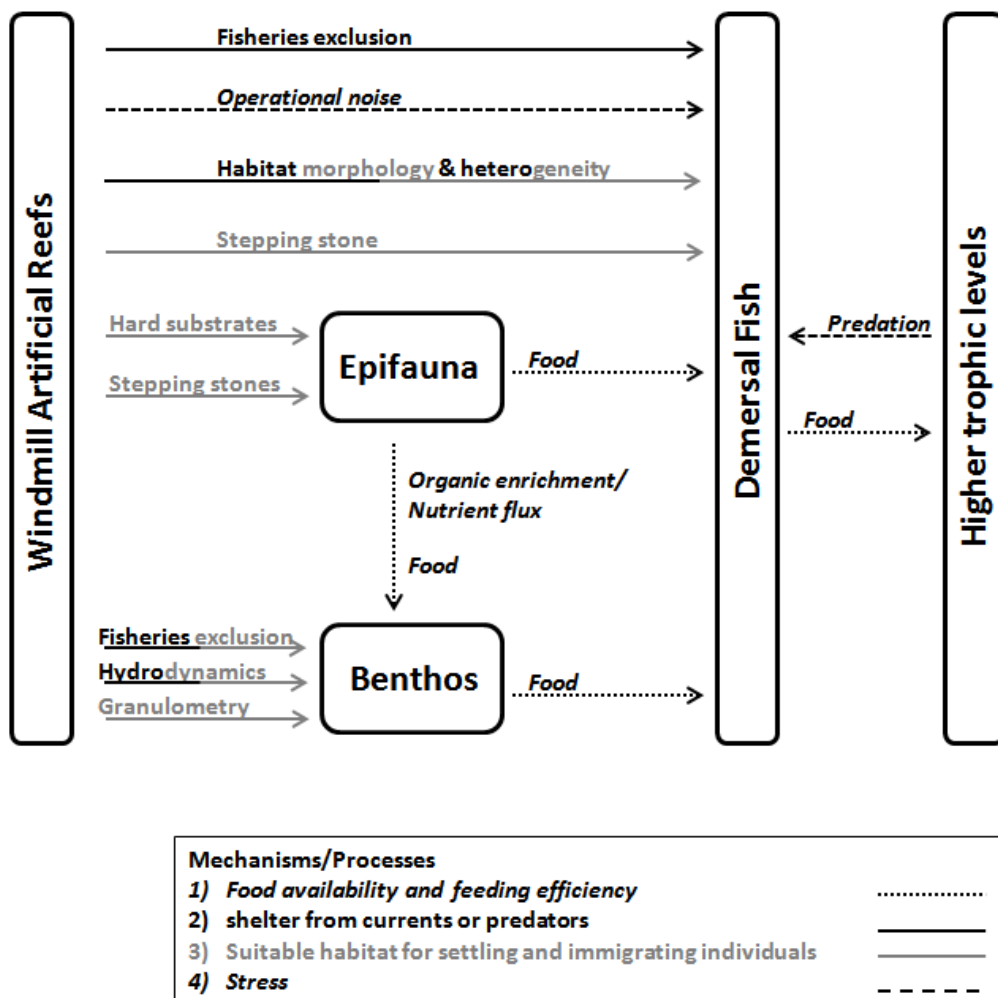 Windmill Artificial Reefs
Fisheries exclusion
Operational noise
Habitat morphology & heterogeneity
Stepping stone
Hard substrates
Stepping stones
Epifauna
Food
Organic enrichment/
Nutrient flux
Food
Fisheries exclusion
Hydrodynamics
Granulometry
Benthos
Food
Demersal Fish
Predation
Food
Higher trophic levels
Mechanisms/Processes
1) Food availability and feeding efficiency
2) shelter from currents or predators
3) Suitable habitat for settling and immigrating individuals
4) Stress